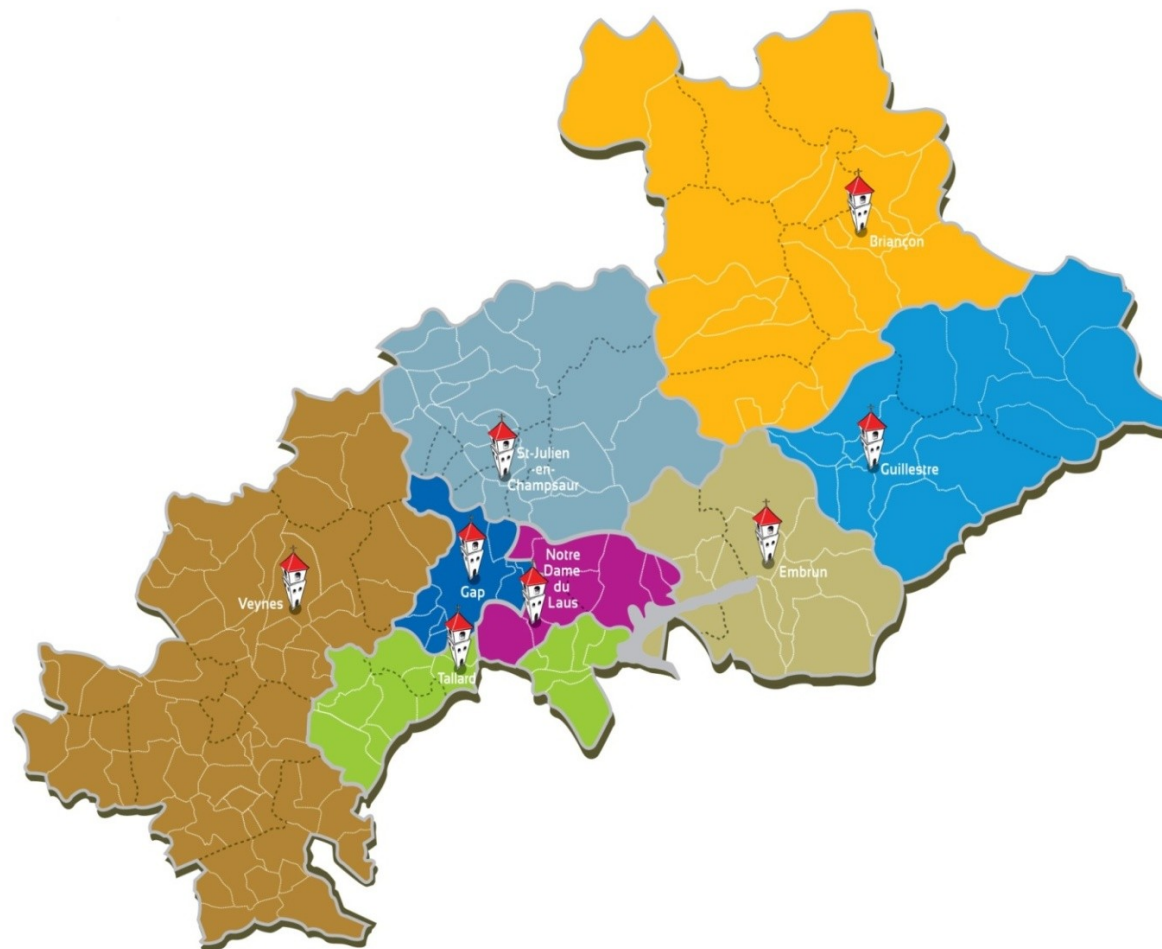 Briançon
St-Julien
-en-
Champsaur
Guillestre
Notre
Dame
du
Laus
Embrun
Gap
Veynes
Tallard